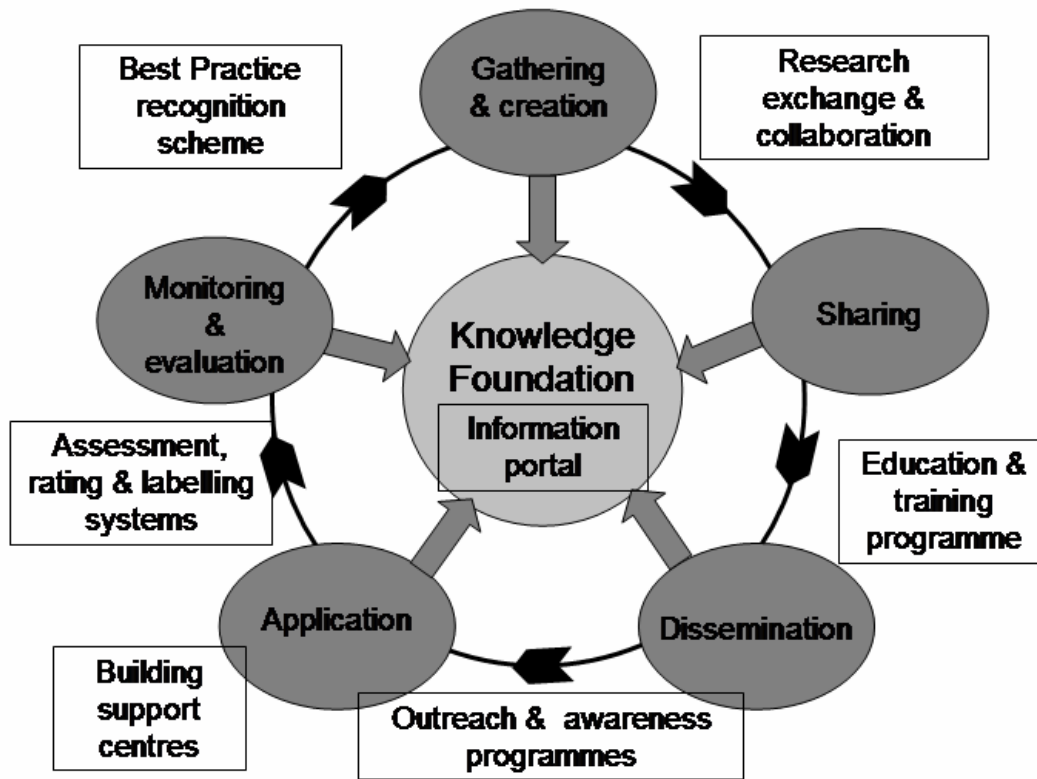 Best Practice
recognition
scheme
Gathering
& creation
Research
exchange &
collaboration
Monitoring
&
evaluation
Knowledge
Foundation
Information
portal
Sharing
Assessment,
rating & labelling
systems
Education &
training
programme
Application
Dissemination
Building
support
centres
Outreach & awareness
programmes